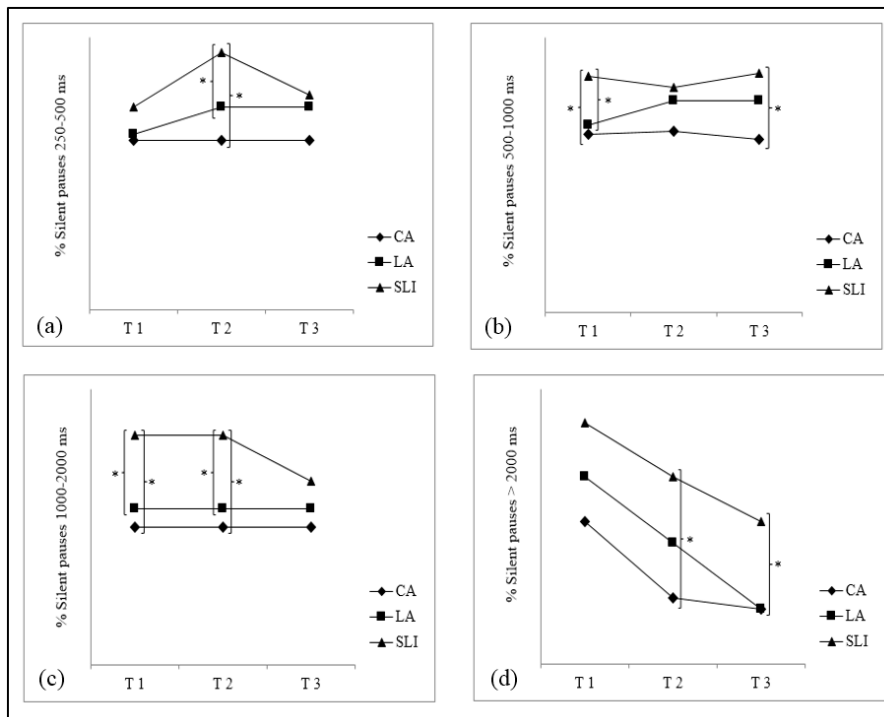 % Silent pauses 250-500 ms
*
*
CA
LA
SLI
(a)
T 1
T 2
T 3
% Silent pauses 500-1000 ms
*
*
*
CA
LA
SLI
(b)
T 1
T 2
T 3
% Silent pauses 1000-2000 ms
*
*
*
*
CA
LA
SLI
(c)
T 1
T 2
T 3
% Silent pauses > 2000 ms
*
*
CA
LA
SLI
(d)
T 1
T 2
T 3